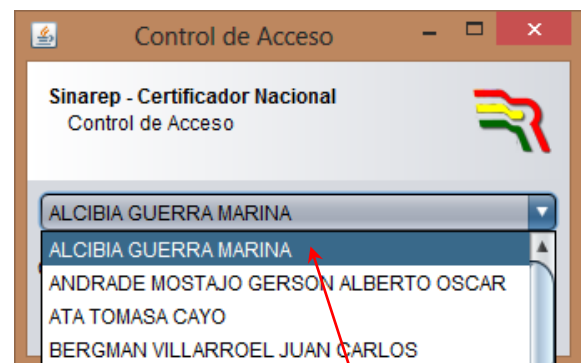 Control de Acceso
Sinarep - Certificador Nacional
Control de Acceso
ALCIBIA GUERRA MARINA
ALCIBIA GUERRA MARINA
ANDRADE MOSTAJO GERSON ALBERTO OSCAR
ATA TOMASA CAYO
BERGMAN VILLARROEL JUAN CARLOS